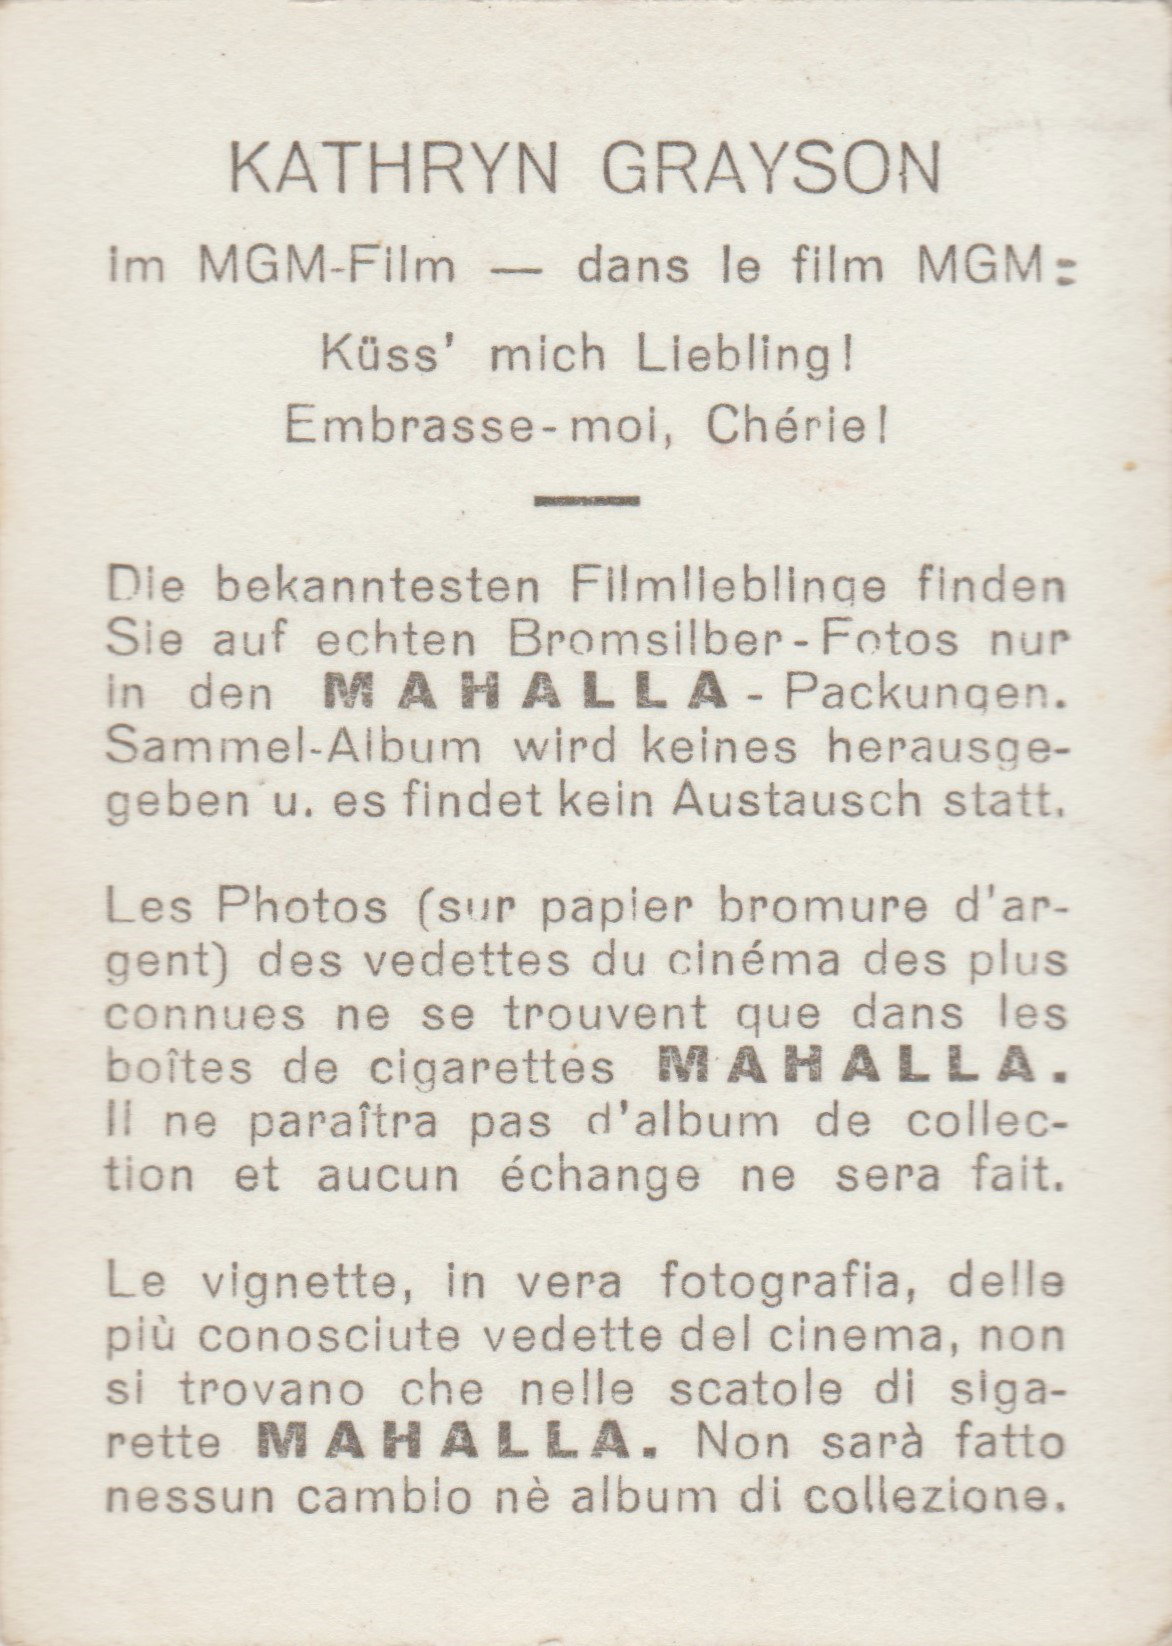 KATHRYN GRAYSON
im MGM-Film — dans le film MGM:
Küss' mich Liebling!
Embrasse-moi, Chérie!
Die bekanntesten Filmlieblinge finden
Sie auf echten Bromsilber-Fotos nur
in den MAHALLA-Packungen.
Sammel-Album wird keines herausge-
geben u. es findet kein Austausch statt.
Les Photos (sur papier bromure d'ar-
gent) des vedettes du cinéma des plus
connues ne se trouvent que dans les
boîtes de cigarettes MAHALLA.
Il ne paraîtra pas d'album de collec-
tion et aucun échange ne sera fait.
Le vignette, in vera fotografia, delle
più conosciute vedette del cinema, non
si trovano che nelle scatole di siga-
rette MAHALLA. Non sarà fatto
nessun cambio nè album di collezione.